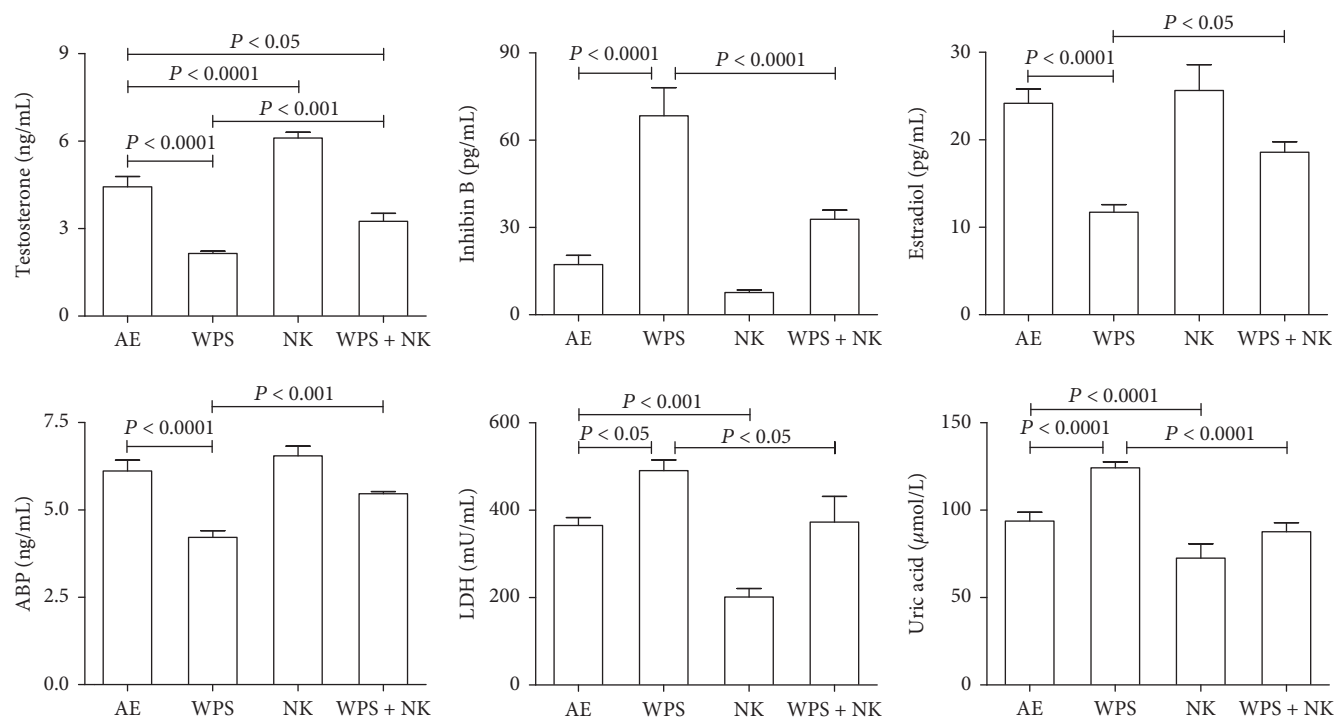 Testosterone (ng/mL)
9
6
3
0
P < 0.05
P < 0.0001
P < 0.001
P < 0.0001
AE WPS NK WPS + NK
Inhibin B (pg/mL)
90
60
30
0
P < 0.0001
P < 0.0001
AE WPS NK WPS + NK
Estradiol (pg/mL)
30
20
10
0
P < 0.05
P < 0.0001
AE WPS NK WPS + NK
ABP (ng/mL)
7.5
5.0
2.5
0.0
P < 0.001
P < 0.0001
AE WPS NK WPS + NK
LDH (mU/mL)
600
400
200
0
P < 0.001
P < 0.05 P < 0.05
AE WPS NK WPS + NK
Uric acid (μmol/L)
150
100
50
0
P < 0.0001
P < 0.0001 P < 0.0001
AE WPS NK WPS + NK